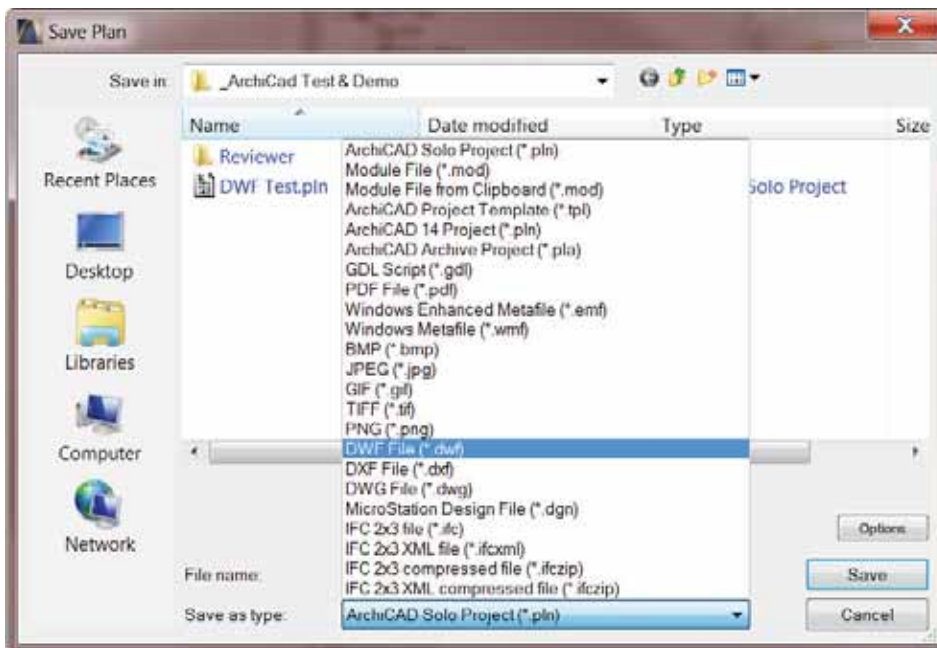 Save Plan
Save in:
_ArchiCad Test & Demo
Name
Date modified
Type
Size
Recent Places
Desktop
Libraries
Computer
Network
Reviewer
DWF Test.pln
Solo Project
ArchiCAD Solo Project (*.pln)
Module File (*.mod)
Module File from Clipboard (*.mod)
ArchiCAD Project Template (*.tpl)
ArchiCAD 14 Project (*.pln)
ArchiCAD Archive Project (*.pla)
GDL Script (*.gdl)
PDF File (*.pdf)
Windows Enhanced Metafile (*.emf)
Windows Metafile (*.wmf)
BMP (*.bmp)
JPEG (*.jpg)
GIF (*.gif)
TIFF (*.tif)
PNG (*.png)
DWF File (*.dwf)
DXF File (*.dxf)
DWG File (*.dwg)
MicroStation Design File (*.dgn)
IFC 2x3 file (*.ifc)
IFC 2x3 XML file (*.ifcxml)
IFC 2x3 compressed file (*.ifczip)
IFC 2x3 XML compressed file (*.ifczip)
Options
File name:
Save
Save as type:
ArchiCAD Solo Project (*.pln)
Cancel